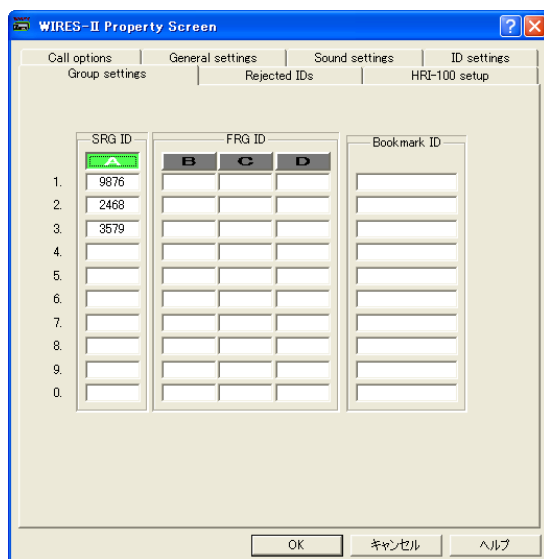 WIRES-II Property Screen
Call options General settings Sound settings ID settings
Group settings Rejected IDs HRI-100 setup
SRG ID FRG ID Bookmark ID
A B C D
1. 9876
2. 2468
3. 3579
4.
5.
6.
7.
8.
9.
0.
OK キャンセル ヘルプ